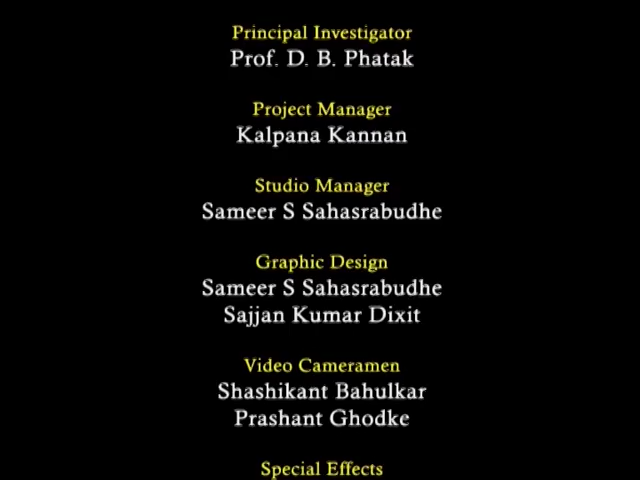 Principal Investigator
Prof. D. B. Phatak
Project Manager
Kalpana Kannan
Studio Manager
Sameer S Sahasrabudhe
Graphic Design
Sameer S Sahasrabudhe
Sajjan Kumar Dixit
Video Cameramen
Shashikant Bahulkar
Prashant Ghodke
Special Effects